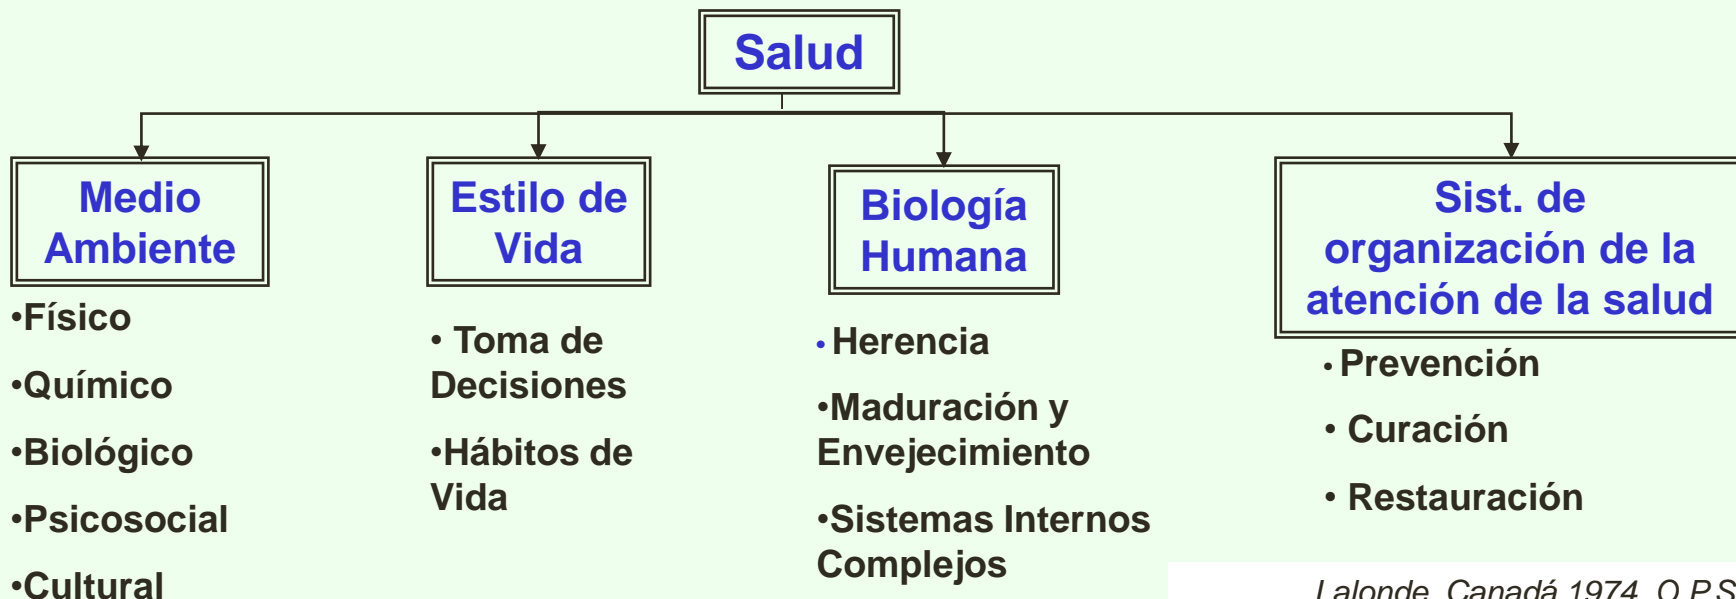 Salud
Medio
Ambiente
•Físico
•Químico
•Biológico
•Psicosocial
•Cultural
Estilo de
Vida
• Toma de
Decisiones
•Hábitos de
Vida
Biología
Humana
• Herencia
•Maduración y
Envejecimiento
•Sistemas Internos
Complejos
Sist. de
organización de la
atención de la salud
• Prevención
• Curación
• Restauración
Lalonde, Canadá 1974, O.P.S